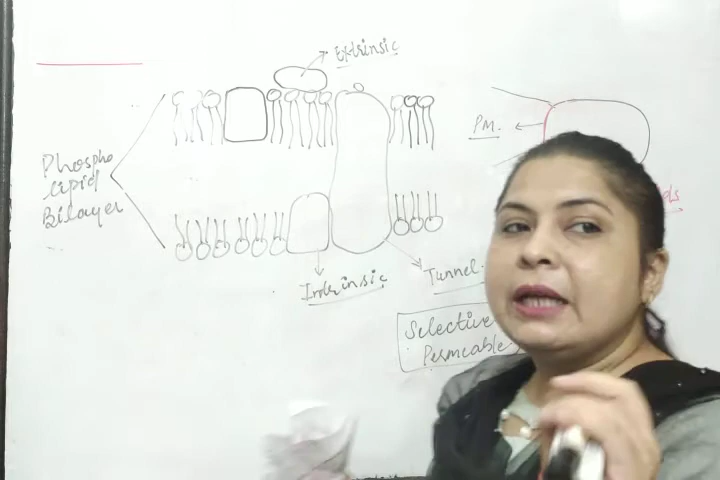 Extrinsic
PM.
Phospho
lipid
Bilayer
Intrinsic
Tunnel.
Selective
Permeable